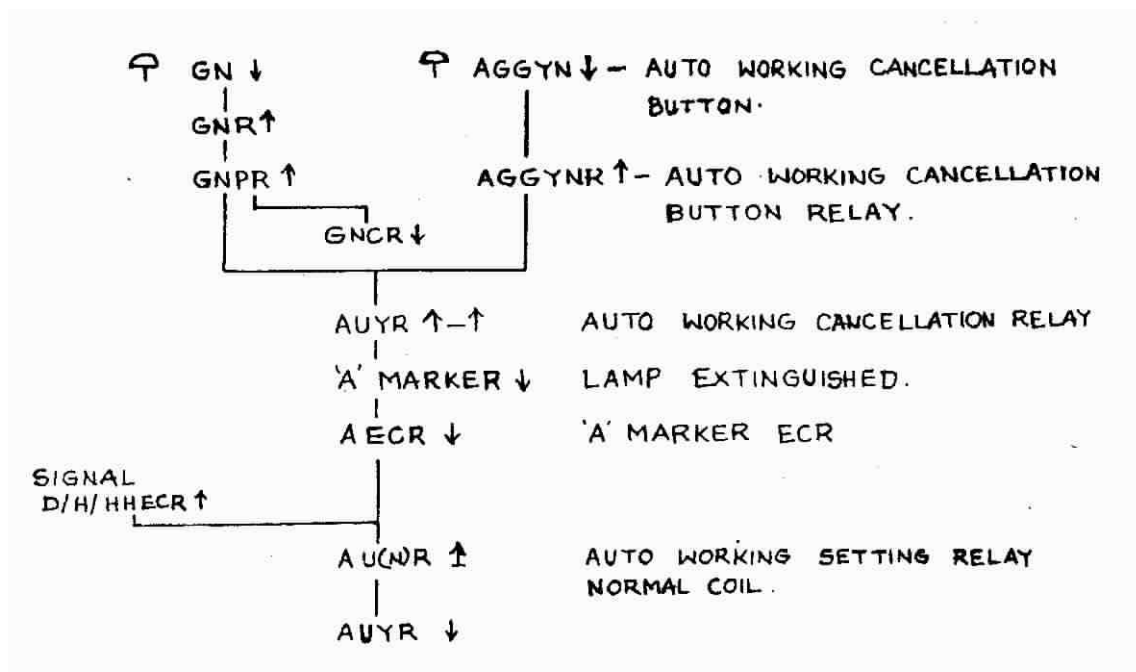 GN ↓ AGGYN ↓ – AUTO WORKING CANCELLATION
BUTTON.
GNR ↑
GNPR ↑ AGGYNR ↑ – AUTO WORKING CANCELLATION
BUTTON RELAY.
GNCR ↓
AUYR ↑–↑ AUTO WORKING CANCELLATION RELAY
'A' MARKER ↓ LAMP EXTINGUISHED.
AECR ↓ 'A' MARKER ECR
SIGNAL
D/H/HHECR ↑
AU(N)R ↑ AUTO WORKING SETTING RELAY
NORMAL COIL.
AUYR ↓